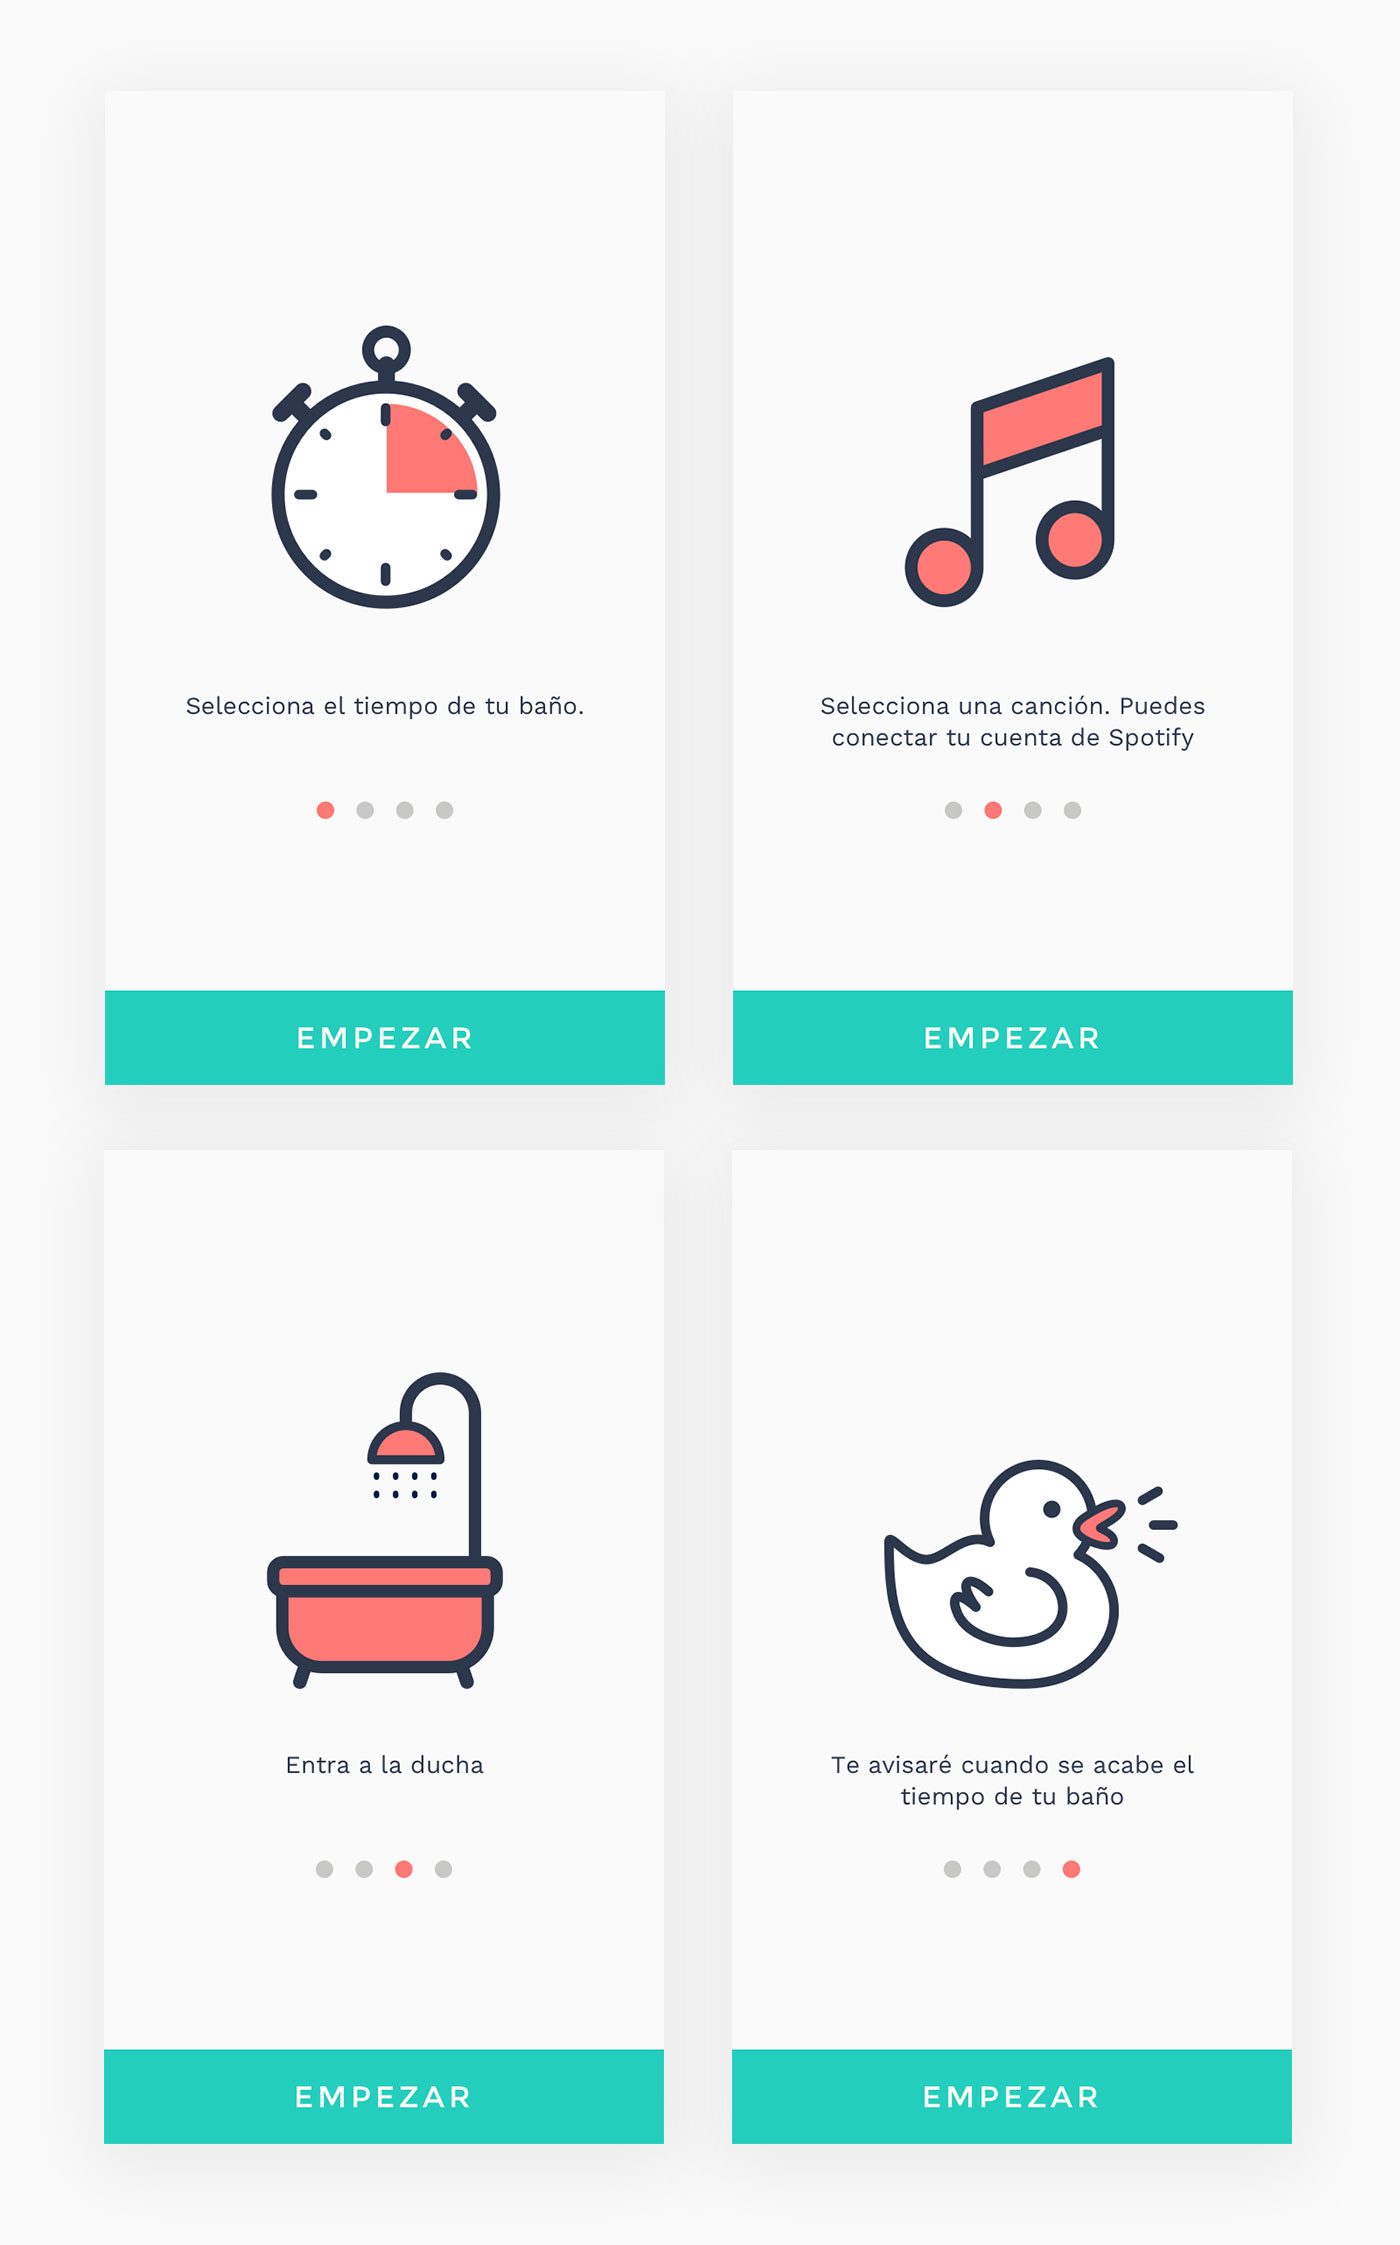 Selecciona el tiempo de tu baño.
EMPEZAR
Selecciona una canción. Puedes
conectar tu cuenta de Spotify
EMPEZAR
Entra a la ducha
EMPEZAR
Te avisaré cuando se acabe el
tiempo de tu baño
EMPEZAR